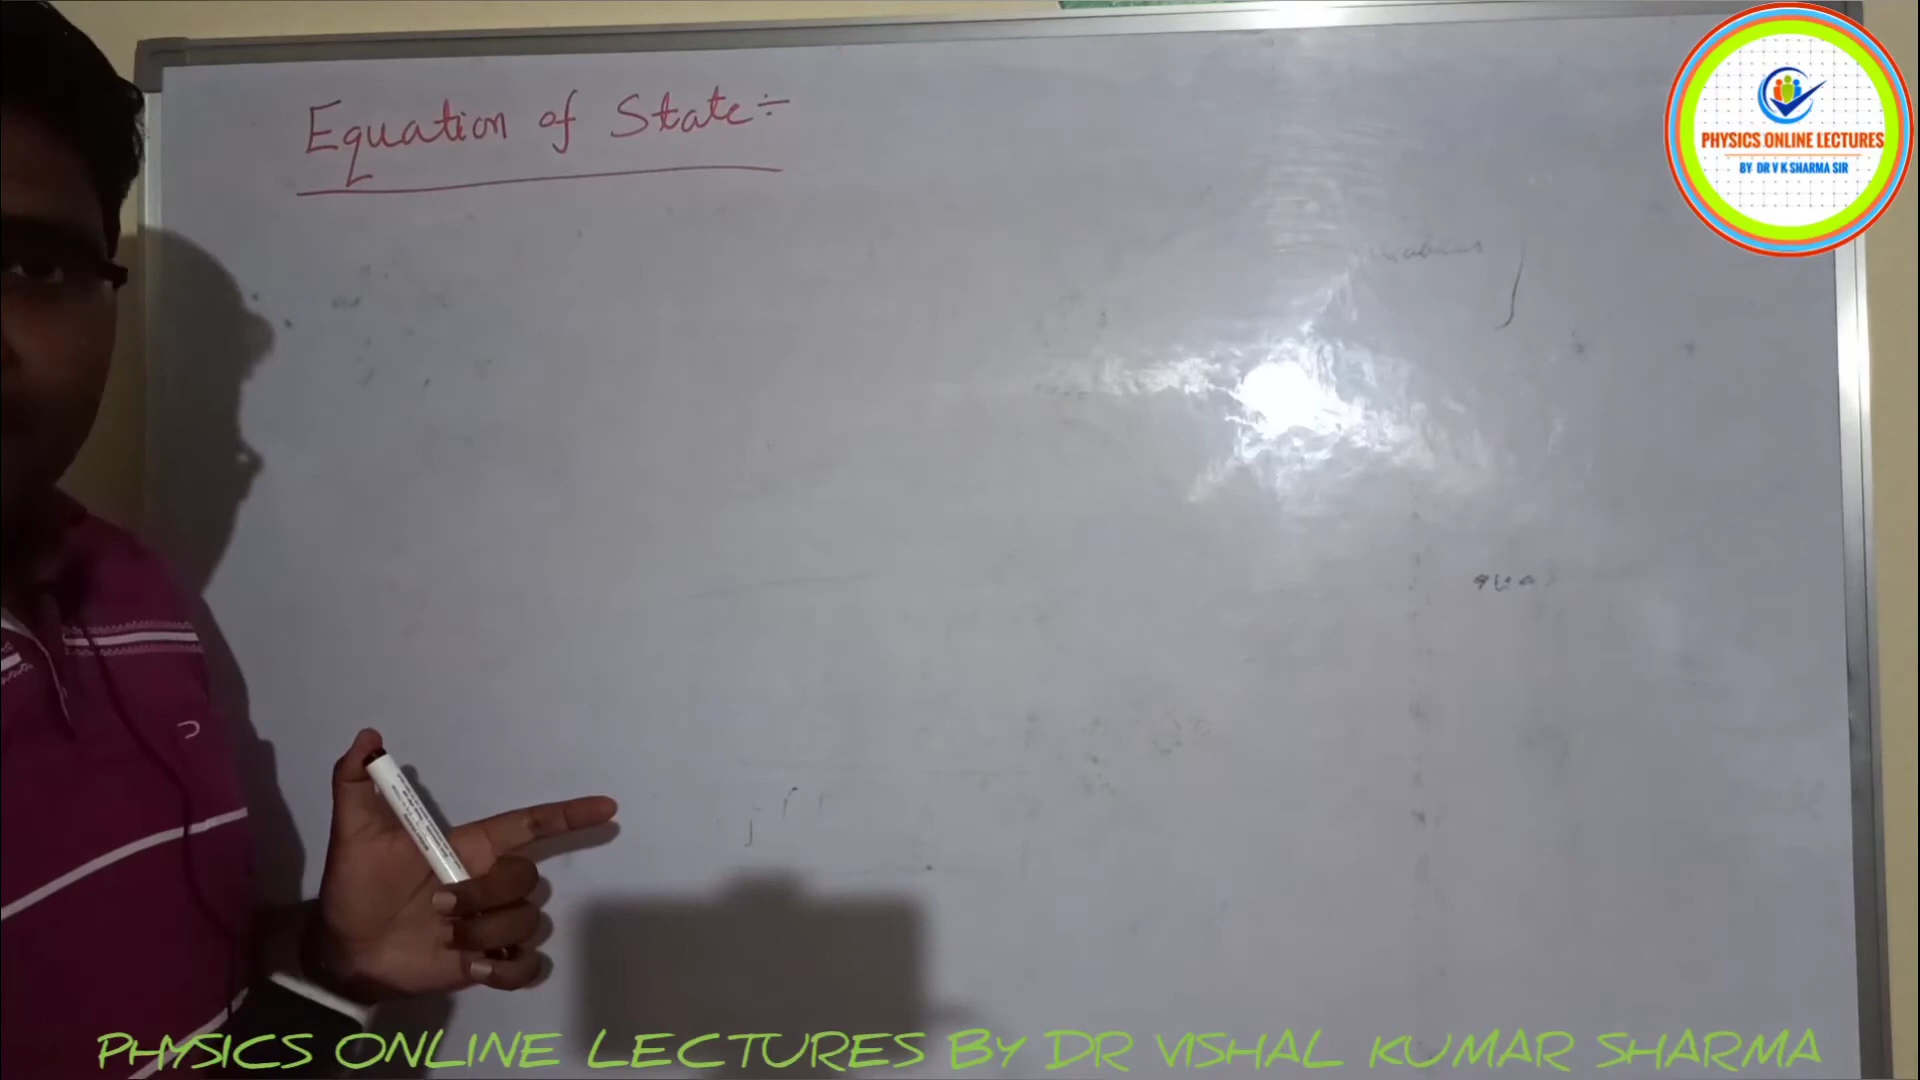 Equation of State÷
PHYSICS ONLINE LECTURES
BY DR V K SHARMA SIR
PHYSICS ONLINE LECTURES BY DR VISHAL KUMAR SHARMA